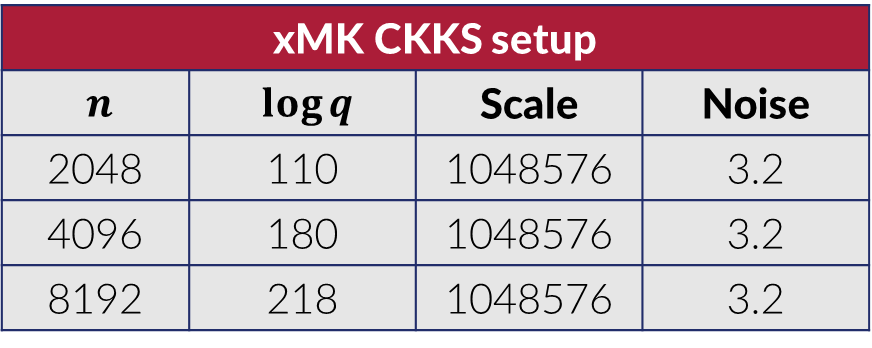 xMK CKKS setup
n log q Scale Noise
2048 110 1048576 3.2
4096 180 1048576 3.2
8192 218 1048576 3.2